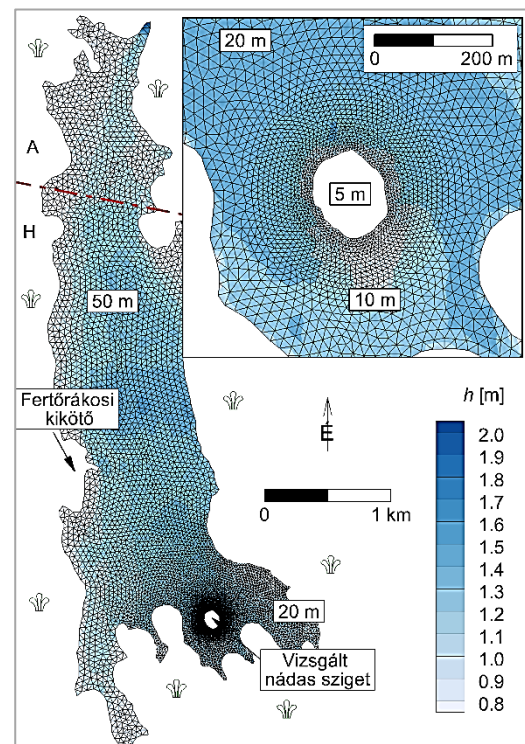 20 m
0
200 m
5 m
10 m
A
H
50 m
Fertőrákosi
kikötő
É
0
1 km
20 m
Vizsgált
nádas sziget
h [m]
2.0
1.9
1.8
1.7
1.6
1.5
1.4
1.3
1.2
1.1
1.0
0.9
0.8